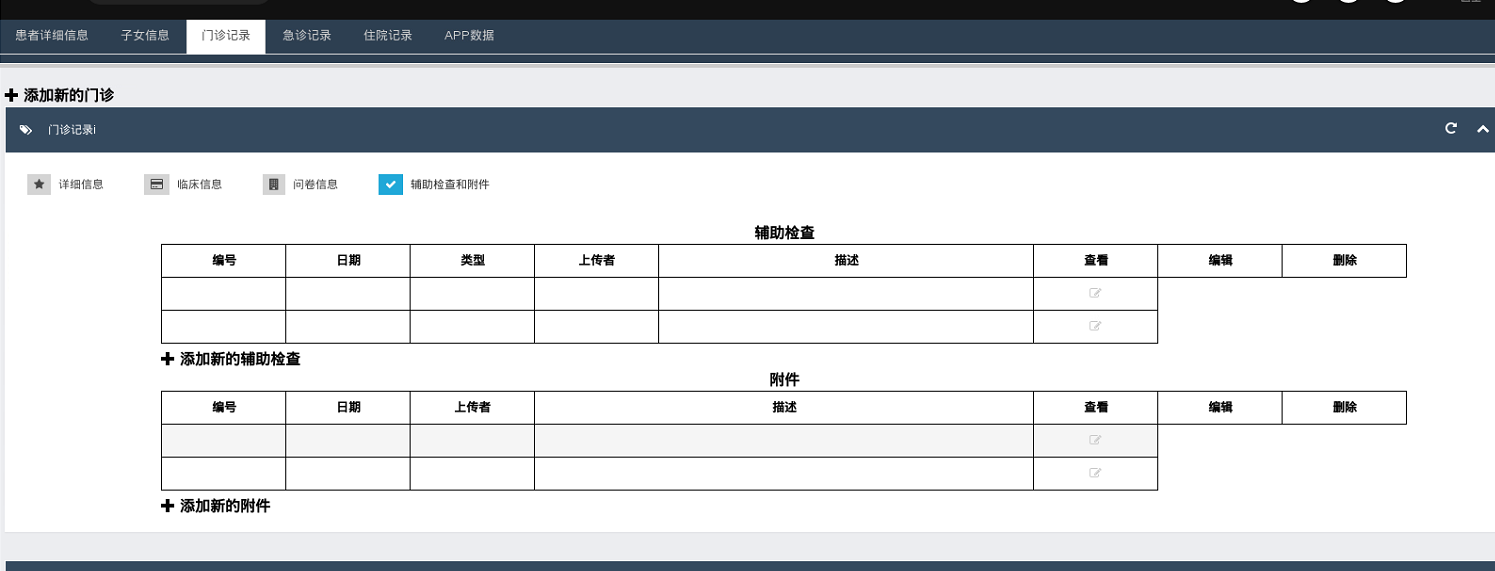 患者详细信息 子女信息 门诊记录 急诊记录 住院记录 APP数据
添加新的门诊
门诊记录i
详细信息 临床信息 问卷信息 辅助检查和附件
辅助检查
编号 日期 类型 上传者 描述 查看 编辑 删除
添加新的辅助检查
附件
编号 日期 上传者 描述 查看 编辑 删除
添加新的附件